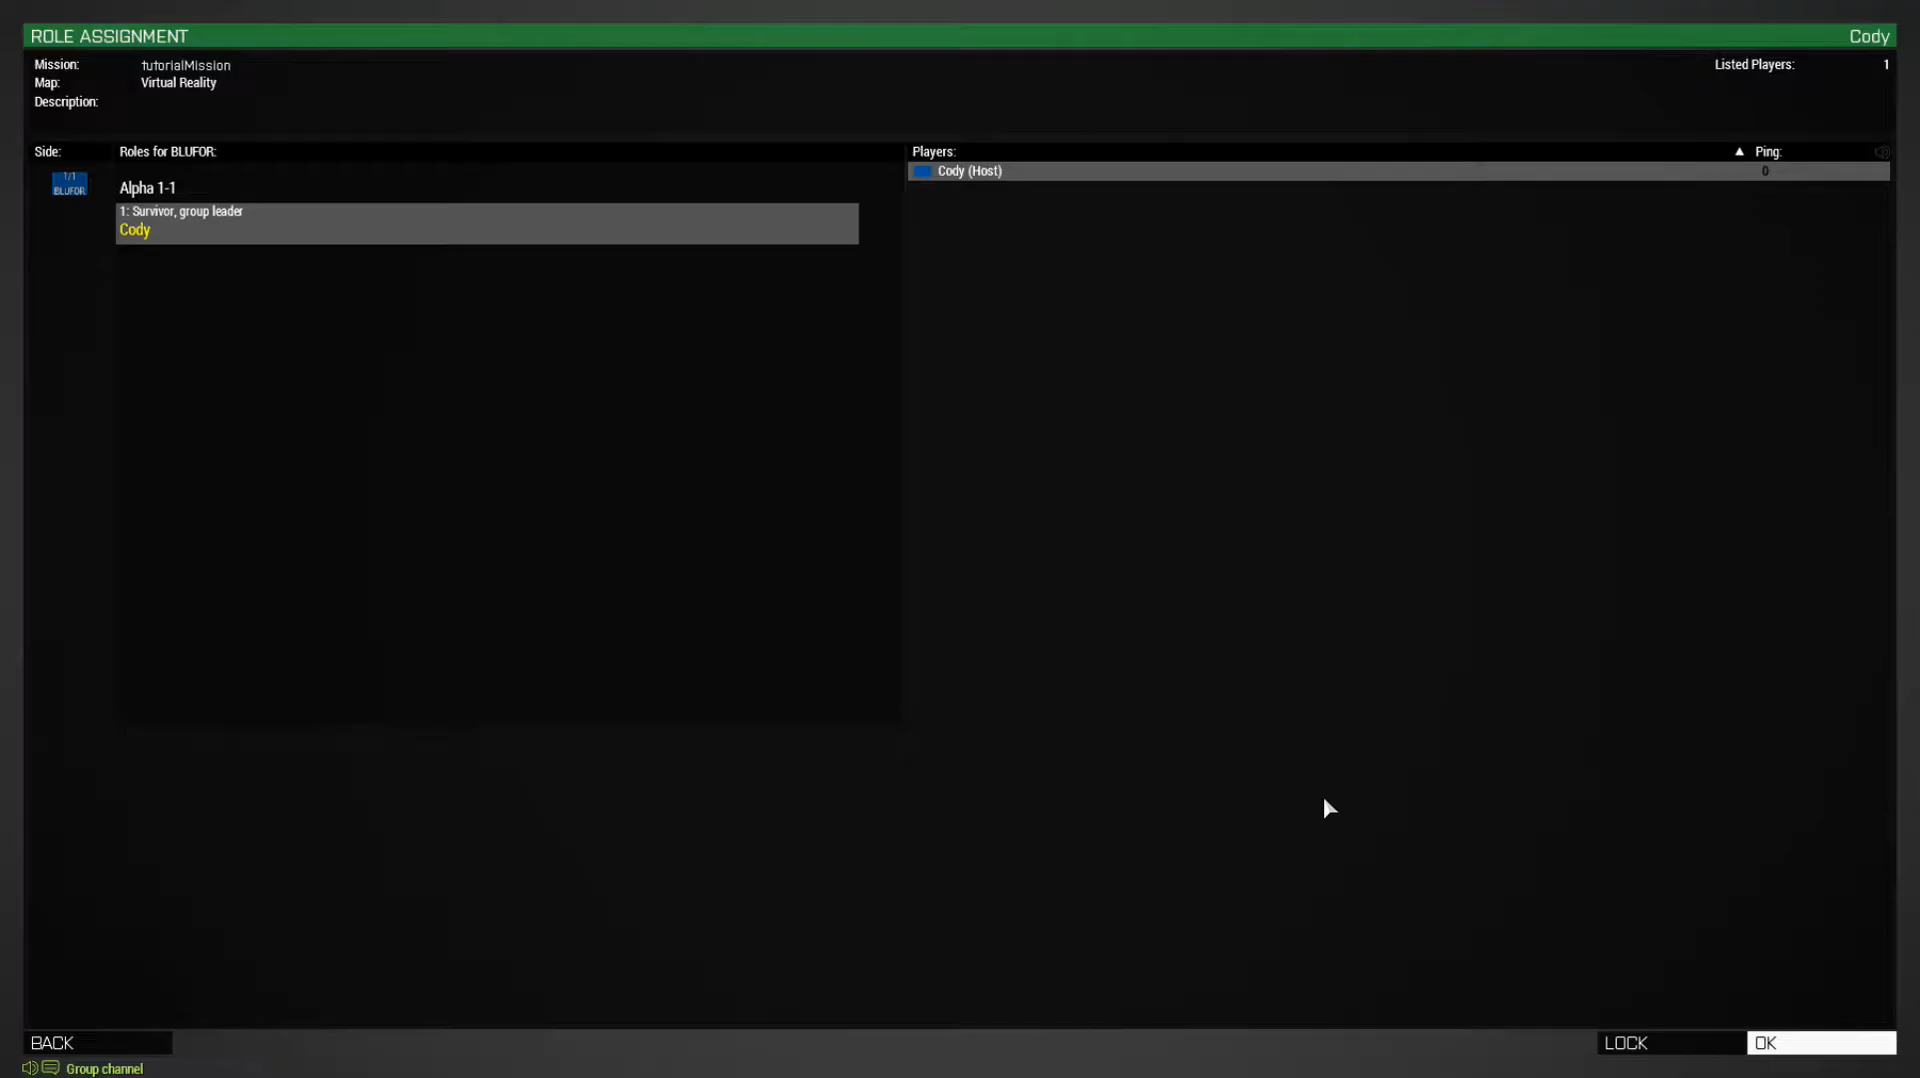 ROLE ASSIGNMENT Cody
Mission: tutorialMission Listed Players: 1
Map: Virtual Reality
Description:
Side: Roles for BLUFOR: Players: ▲ Ping:
1/1
BLUFOR
Cody (Host) 0
Alpha 1-1
1: Survivor, group leader
Cody
BACK LOCK OK
Group channel